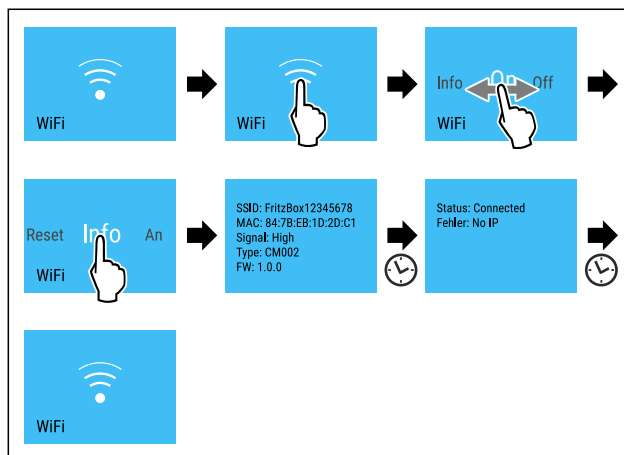 WiFi
WiFi
Info On Off
WiFi
Reset Info An
WiFi
SSID: FritzBox12345678
MAC: 84:7B:EB:1D:2D:C1
Signal: High
Type: CM002
FW: 1.0.0
Status: Connected
Fehler: No IP
WiFi